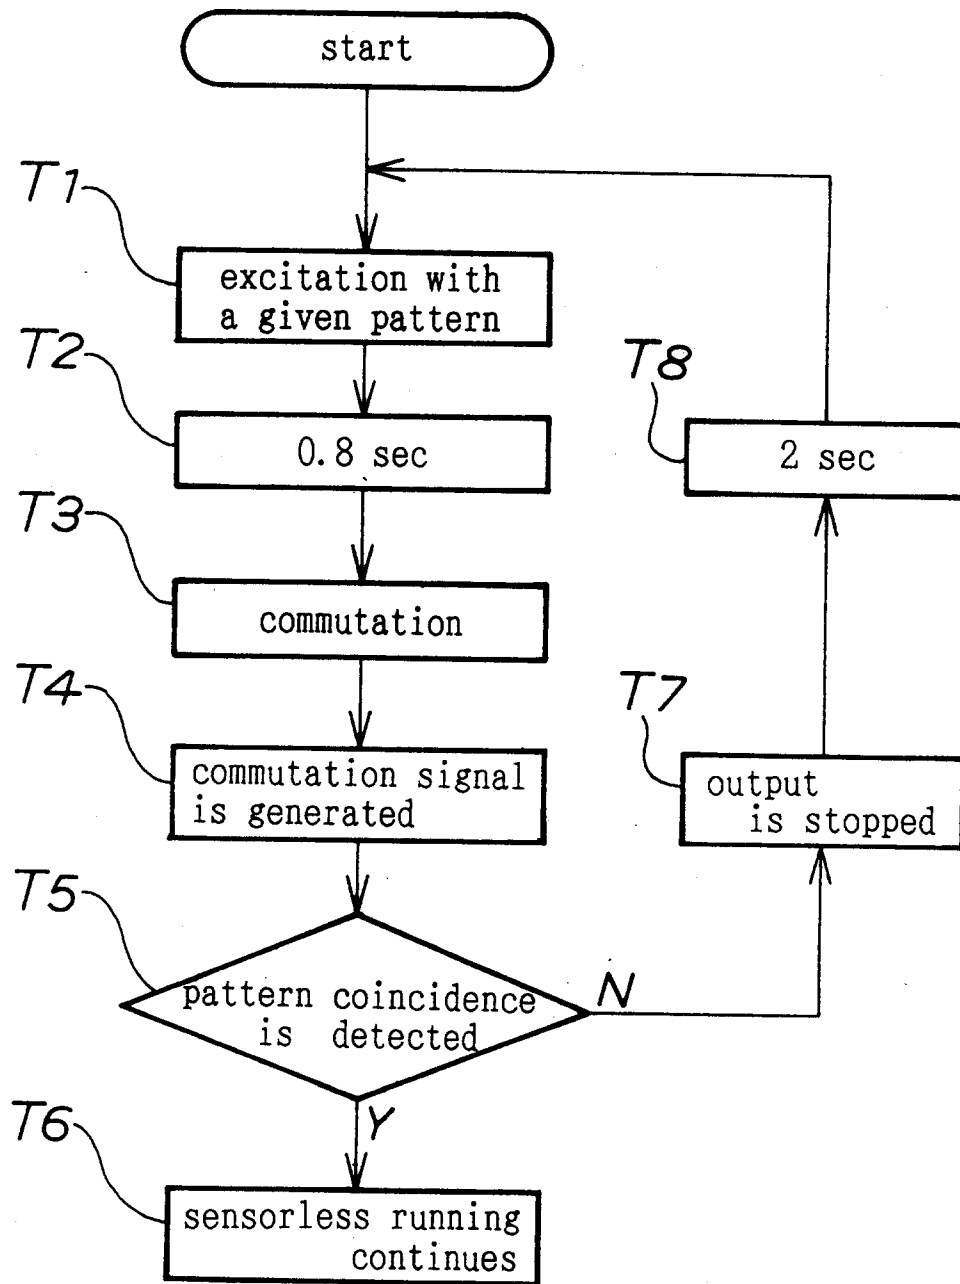 start
T1
excitation with
a given pattern
T2
0.8 sec
T3
commutation
T4
commutation signal
is generated
T5
pattern coincidence
is detected
N
Y
T6
sensorless running
continues
T7
output
is stopped
T8
2 sec